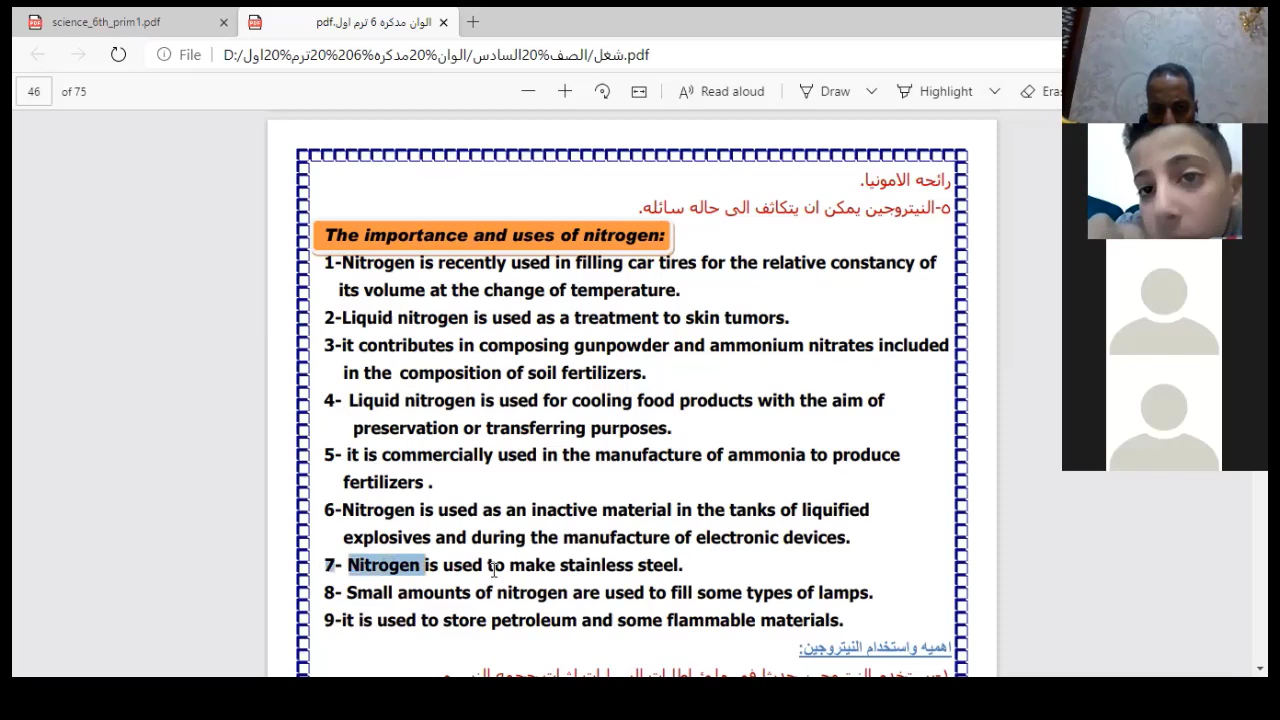 science_6th_prim1.pdf
الوان مدكره 6 ترم اول.pdf
File
D:/شغل/الصف%20السادس/الوان%20مدكره%206%20ترم%20اول.pdf
46 of 75
Read aloud
Draw
Highlight
Era
رائحه الامونيا.
٥-النيتروجين يمكن ان يتكاثف الى حاله سائله.
The importance and uses of nitrogen:
1-Nitrogen is recently used in filling car tires for the relative constancy of
its volume at the change of temperature.
2-Liquid nitrogen is used as a treatment to skin tumors.
3-it contributes in composing gunpowder and ammonium nitrates included
in the composition of soil fertilizers.
4- Liquid nitrogen is used for cooling food products with the aim of
preservation or transferring purposes.
5- it is commercially used in the manufacture of ammonia to produce
fertilizers .
6-Nitrogen is used as an inactive material in the tanks of liquified
explosives and during the manufacture of electronic devices.
7- Nitrogen is used to make stainless steel.
8- Small amounts of nitrogen are used to fill some types of lamps.
9-it is used to store petroleum and some flammable materials.
اهميه واستخدام النيتروجين: